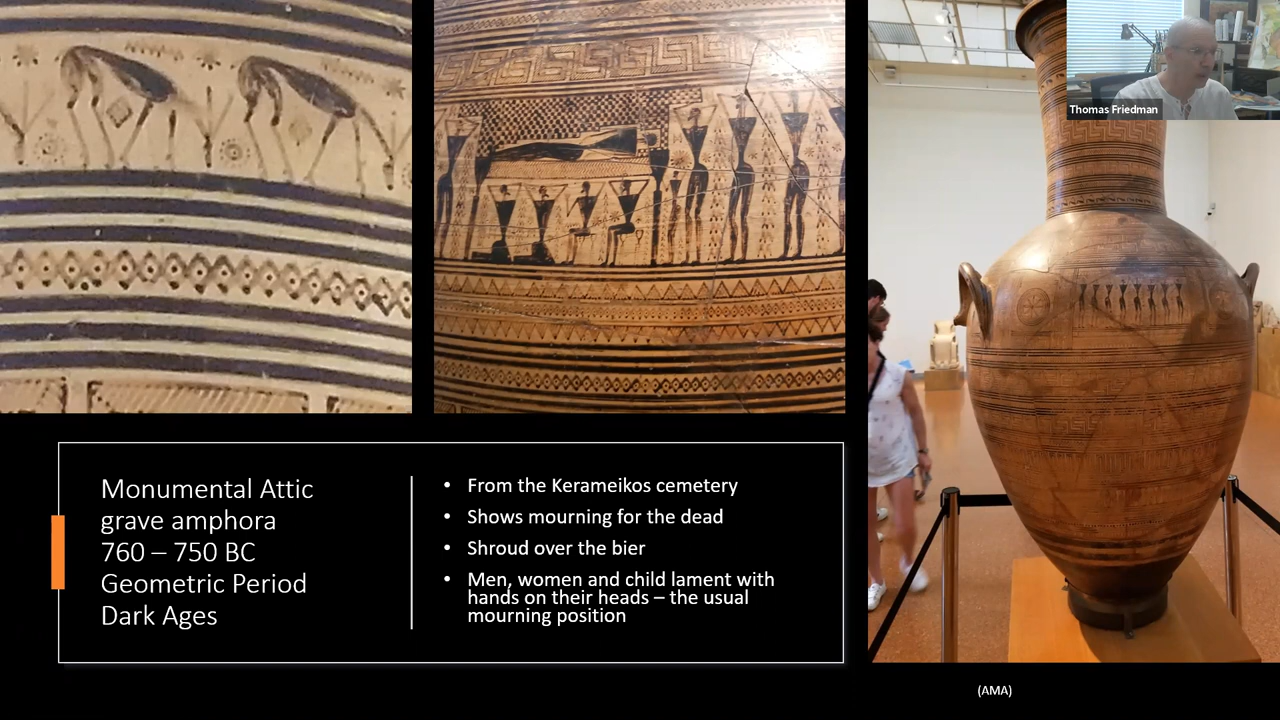 Thomas Friedman
Monumental Attic
grave amphora
760 – 750 BC
Geometric Period
Dark Ages
• From the Kerameikos cemetery
• Shows mourning for the dead
• Shroud over the bier
• Men, women and child lament with
hands on their heads – the usual
mourning position
(AMA)